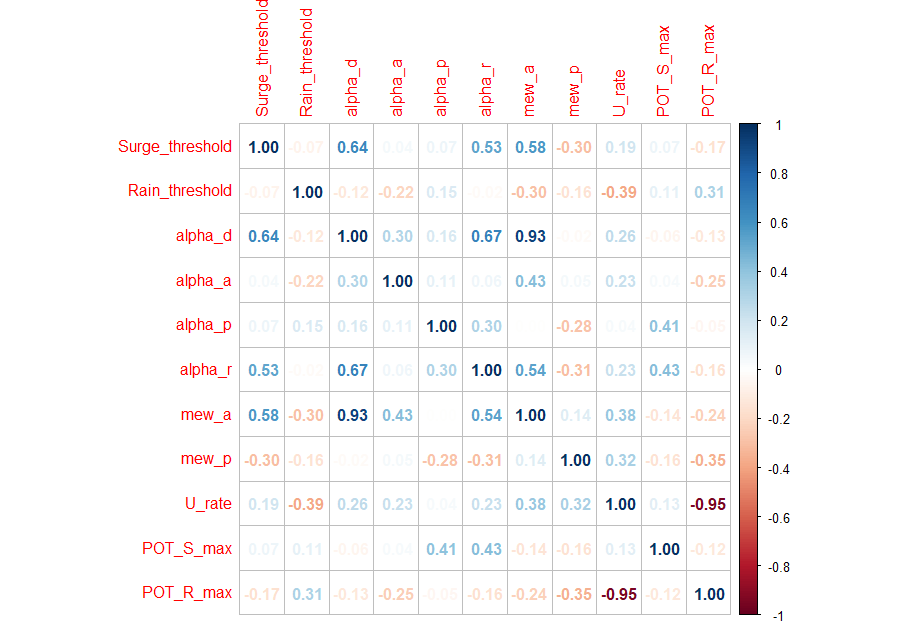 Surge_threshold Rain_threshold alpha_d alpha_a alpha_p alpha_r mew_a mew_p U_rate POT_S_max POT_R_max
Surge_threshold 1.00 -0.07 0.64 0.04 0.07 0.53 0.58 -0.30 0.19 0.07 -0.17
Rain_threshold -0.07 1.00 -0.12 -0.22 0.15 -0.30 -0.16 -0.39 0.11 0.31
alpha_d 0.64 -0.12 1.00 0.30 0.16 0.67 0.93 0.26 -0.06 -0.13
alpha_a 0.04 -0.22 0.30 1.00 0.11 0.06 0.43 0.05 0.23 0.04 -0.25
alpha_p 0.07 0.15 0.16 0.11 1.00 0.30 -0.28 0.04 0.41 -0.05
alpha_r 0.53 0.67 0.06 0.30 1.00 0.54 -0.31 0.23 0.43 -0.16
mew_a 0.58 -0.30 0.93 0.43 0.54 1.00 0.14 0.38 -0.14 -0.24
mew_p -0.30 -0.16 0.05 -0.28 -0.31 0.14 1.00 0.32 -0.16 -0.35
U_rate 0.19 -0.39 0.26 0.23 0.04 0.23 0.38 0.32 1.00 0.13 -0.95
POT_S_max 0.07 0.11 -0.06 0.04 0.41 0.43 -0.14 -0.16 0.13 1.00 -0.12
POT_R_max -0.17 0.31 -0.13 -0.25 -0.05 -0.16 -0.24 -0.35 -0.95 -0.12 1.00
1
0.8
0.6
0.4
0.2
0
-0.2
-0.4
-0.6
-0.8
-1